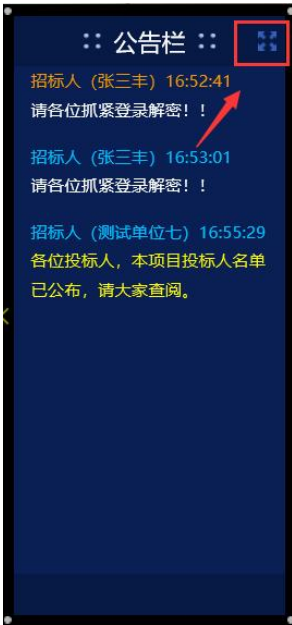 :: 公告栏 ::
招标人（张三丰）16:52:41
请各位抓紧登录解密！！
招标人（张三丰）16:53:01
请各位抓紧登录解密！！
招标人（测试单位七）16:55:29
各位投标人，本项目投标人名单
已公布，请大家查阅。